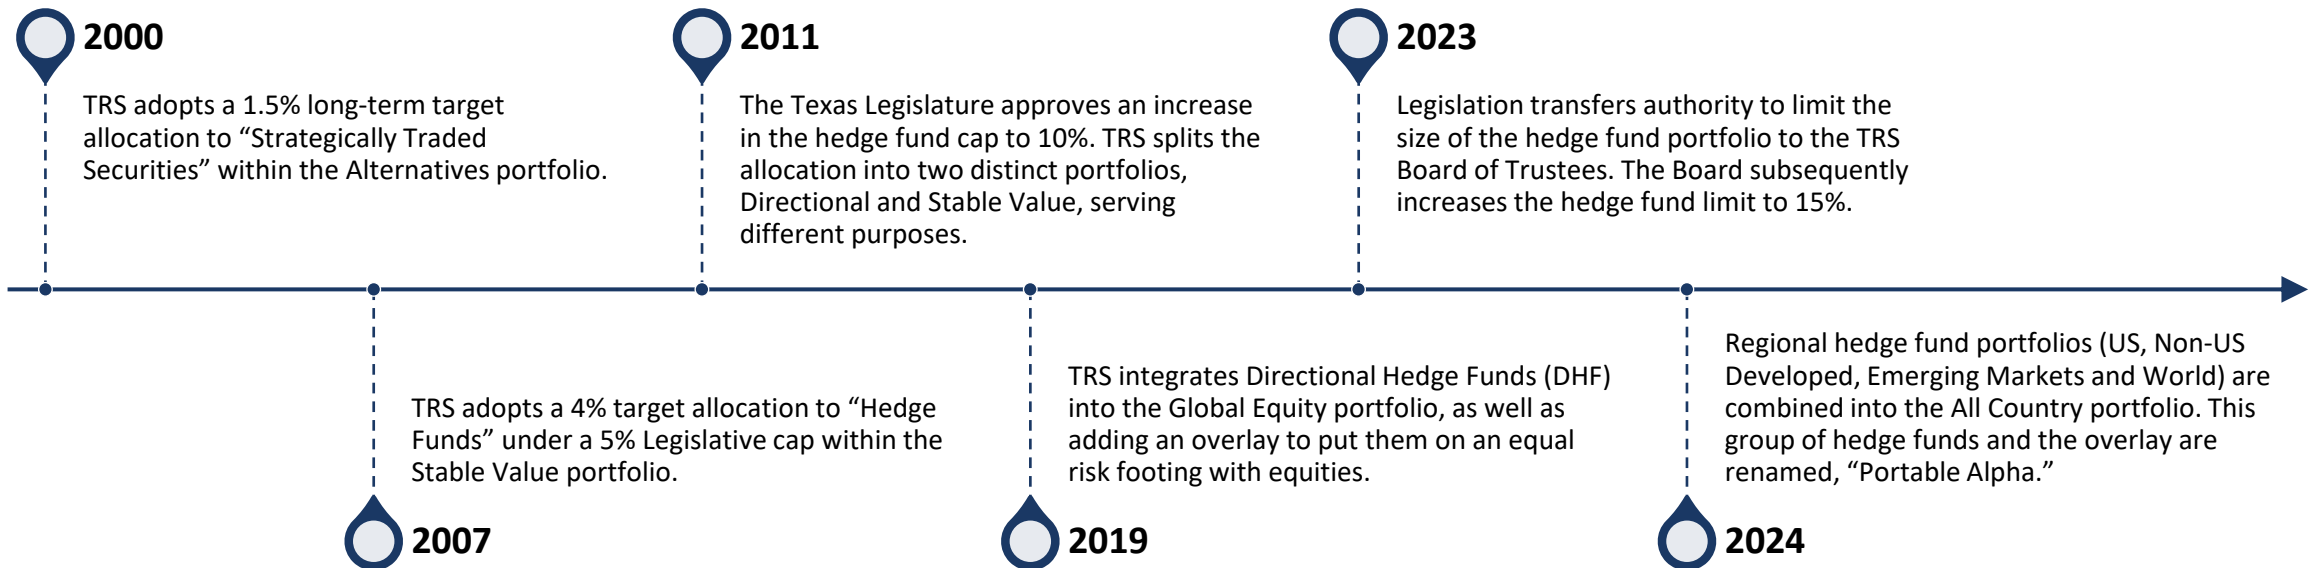 2000
TRS adopts a 1.5% long-term target
allocation to “Strategically Traded
Securities” within the Alternatives portfolio.
2007
TRS adopts a 4% target allocation to “Hedge
Funds” under a 5% Legislative cap within the
Stable Value portfolio.
2011
The Texas Legislature approves an increase
in the hedge fund cap to 10%. TRS splits the
allocation into two distinct portfolios,
Directional and Stable Value, serving
different purposes.
2019
TRS integrates Directional Hedge Funds (DHF)
into the Global Equity portfolio, as well as
adding an overlay to put them on an equal
risk footing with equities.
2023
Legislation transfers authority to limit the
size of the hedge fund portfolio to the TRS
Board of Trustees. The Board subsequently
increases the hedge fund limit to 15%.
2024
Regional hedge fund portfolios (US, Non-US
Developed, Emerging Markets and World) are
combined into the All Country portfolio. This
group of hedge funds and the overlay are
renamed, “Portable Alpha.”